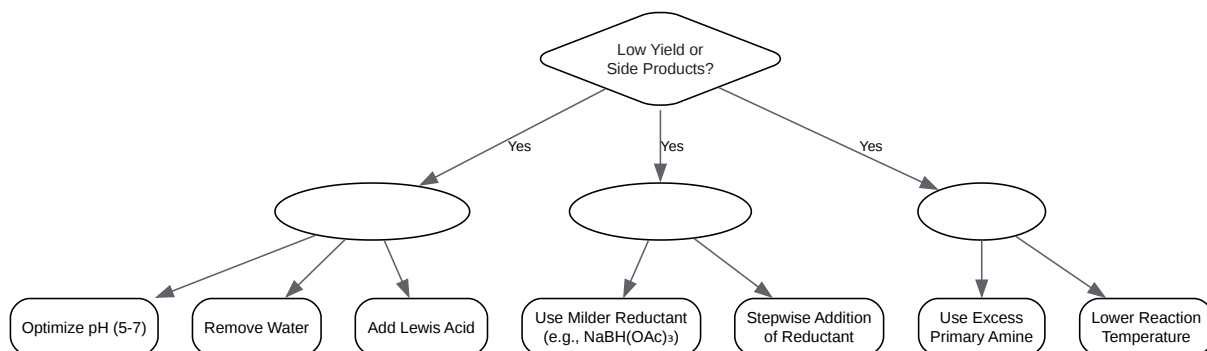 Low Yield or
Side Products?
Yes
Yes
Yes
Optimize pH (5-7)
Remove Water
Add Lewis Acid
Use Milder Reductant
(e.g., NaBH(OAc)₃)
Stepwise Addition
of Reductant
Use Excess
Primary Amine
Lower Reaction
Temperature